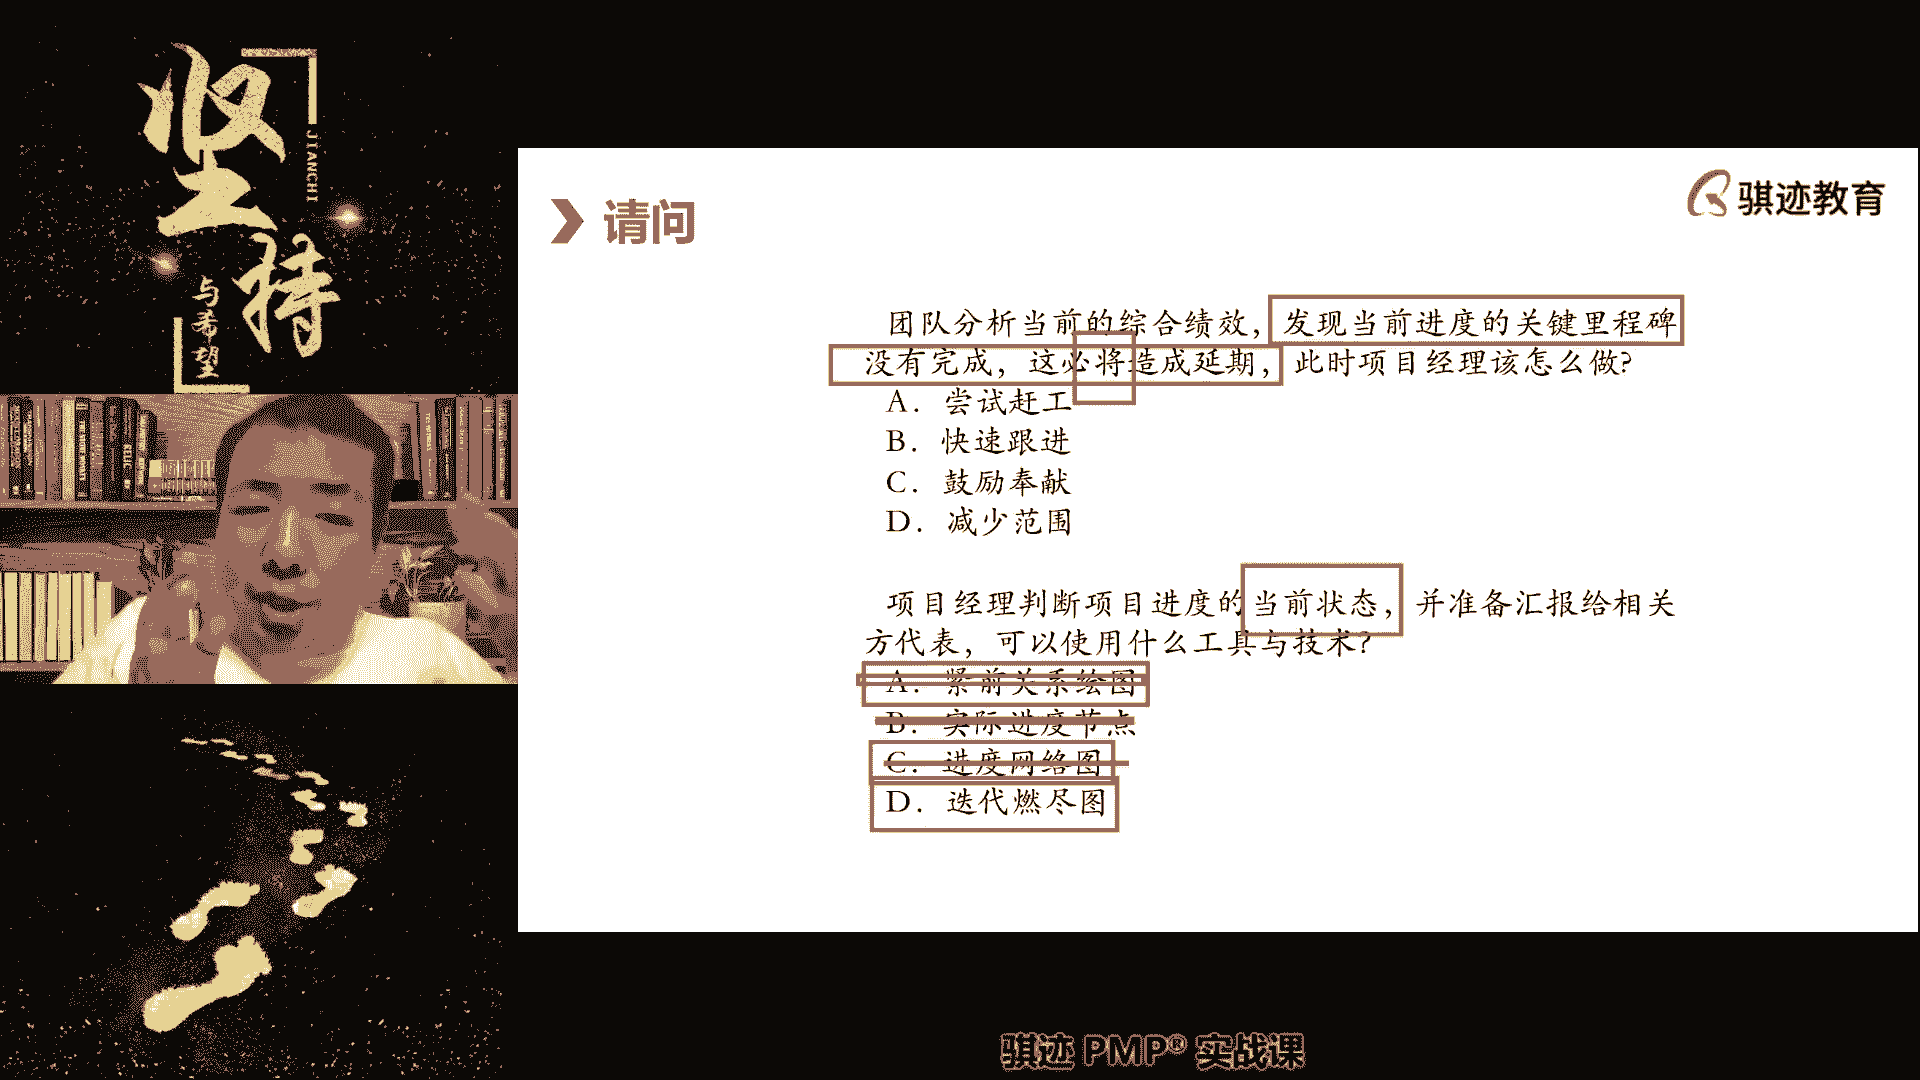 坚持
JIANCHI
与希望
骐迹教育
请问
团队分析当前的综合绩效，发现当前进度的关键里程碑
没有完成，这必将造成延期，此时项目经理该怎么做?
A. 尝试赶工
B. 快速跟进
C. 鼓励奉献
D. 减少范围
项目经理判断项目进度的当前状态，并准备汇报给相关
方代表，可以使用什么工具与技术?
A. 紧前关系绘图
B. 实际进度节点
C. 进度网络图
D. 迭代燃尽图
骐迹 PMP® 实战课